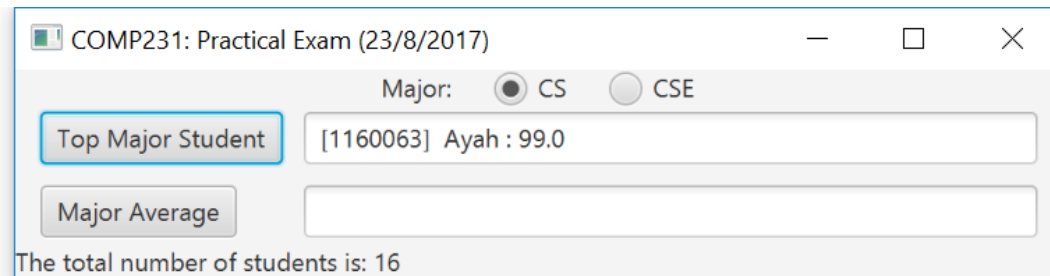 COMP231: Practical Exam (23/8/2017)
Major: CS CSE
Top Major Student [1160063] Ayah : 99.0
Major Average
The total number of students is: 16